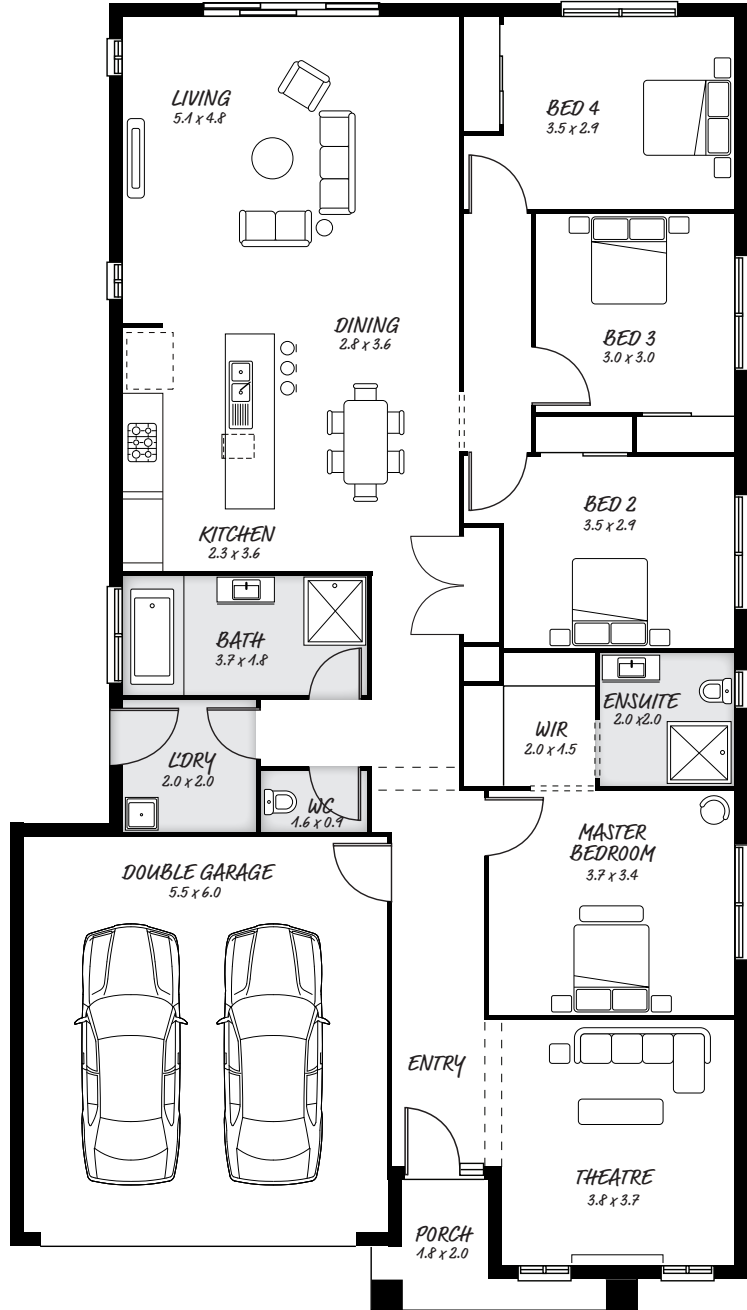 LIVING
5.1 x 4.8
BED 4
3.5 x 2.9
DINING
2.8 x 3.6
BED 3
3.0 x 3.0
KITCHEN
2.3 x 3.6
BED 2
3.5 x 2.9
BATH
3.7 x 1.8
ENSUITE
2.0 x 2.0
WIR
2.0 x 1.5
L'DRY
2.0 x 2.0
WC
1.6 x 0.9
MASTER
BEDROOM
3.7 x 3.4
DOUBLE GARAGE
5.5 x 6.0
ENTRY
THEATRE
3.8 x 3.7
PORCH
1.8 x 2.0